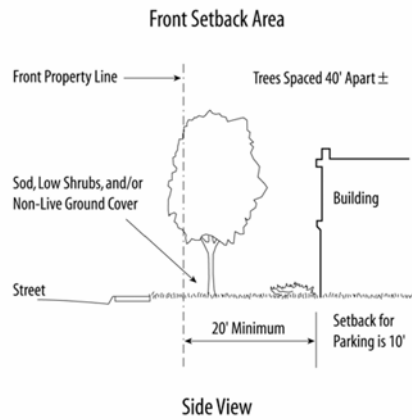 Front Setback Area
Front Property Line
Trees Spaced 40' Apart ±
Sod, Low Shrubs, and/or
Non-Live Ground Cover
Building
Street
20' Minimum
Setback for
Parking is 10'
Side View